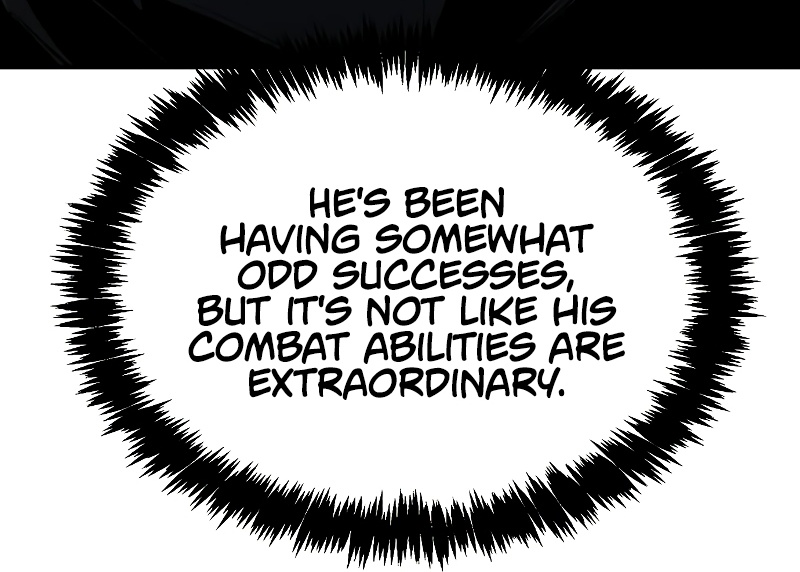 HE'S BEEN
HAVING SOMEWHAT
ODD SUCCESSES,
BUT IT'S NOT LIKE HIS
COMBAT ABILITIES ARE
EXTRAORDINARY.